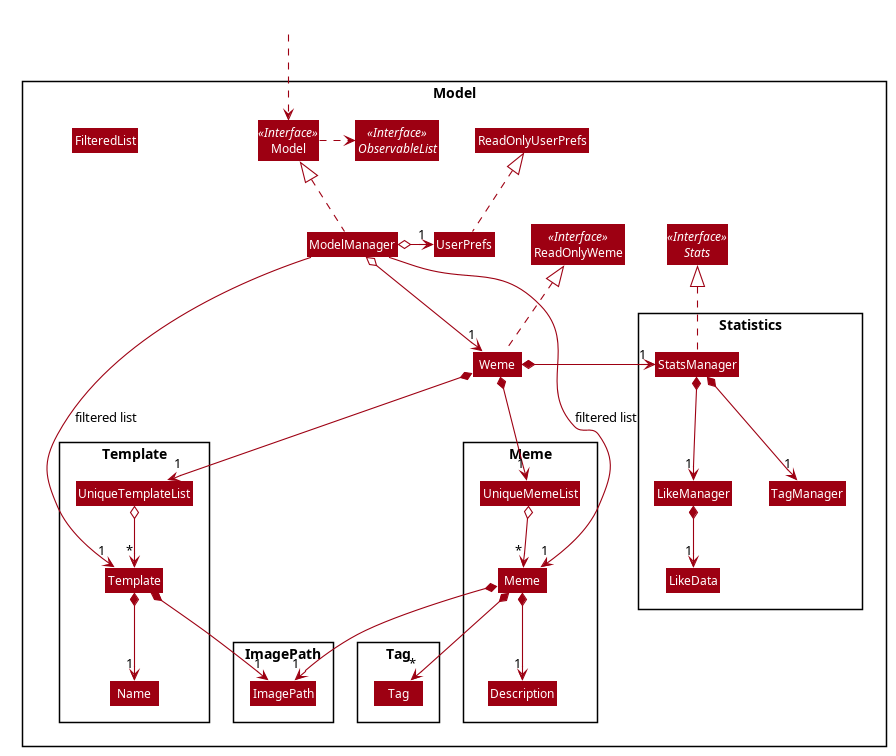 Model
FilteredList
«Interface»
Model
«Interface»
ObservableList
ReadOnlyUserPrefs
ModelManager
1
UserPrefs
«Interface»
ReadOnlyWeme
«Interface»
Stats
Statistics
1
Weme
1
StatsManager
filtered list
filtered list
Template
Meme
1
1
1
1
UniqueTemplateList
UniqueMemeList
LikeManager
TagManager
1
*
*
1
1
Template
Meme
LikeData
ImagePath
Tag
1
1
1
*
1
Name
ImagePath
Tag
Description